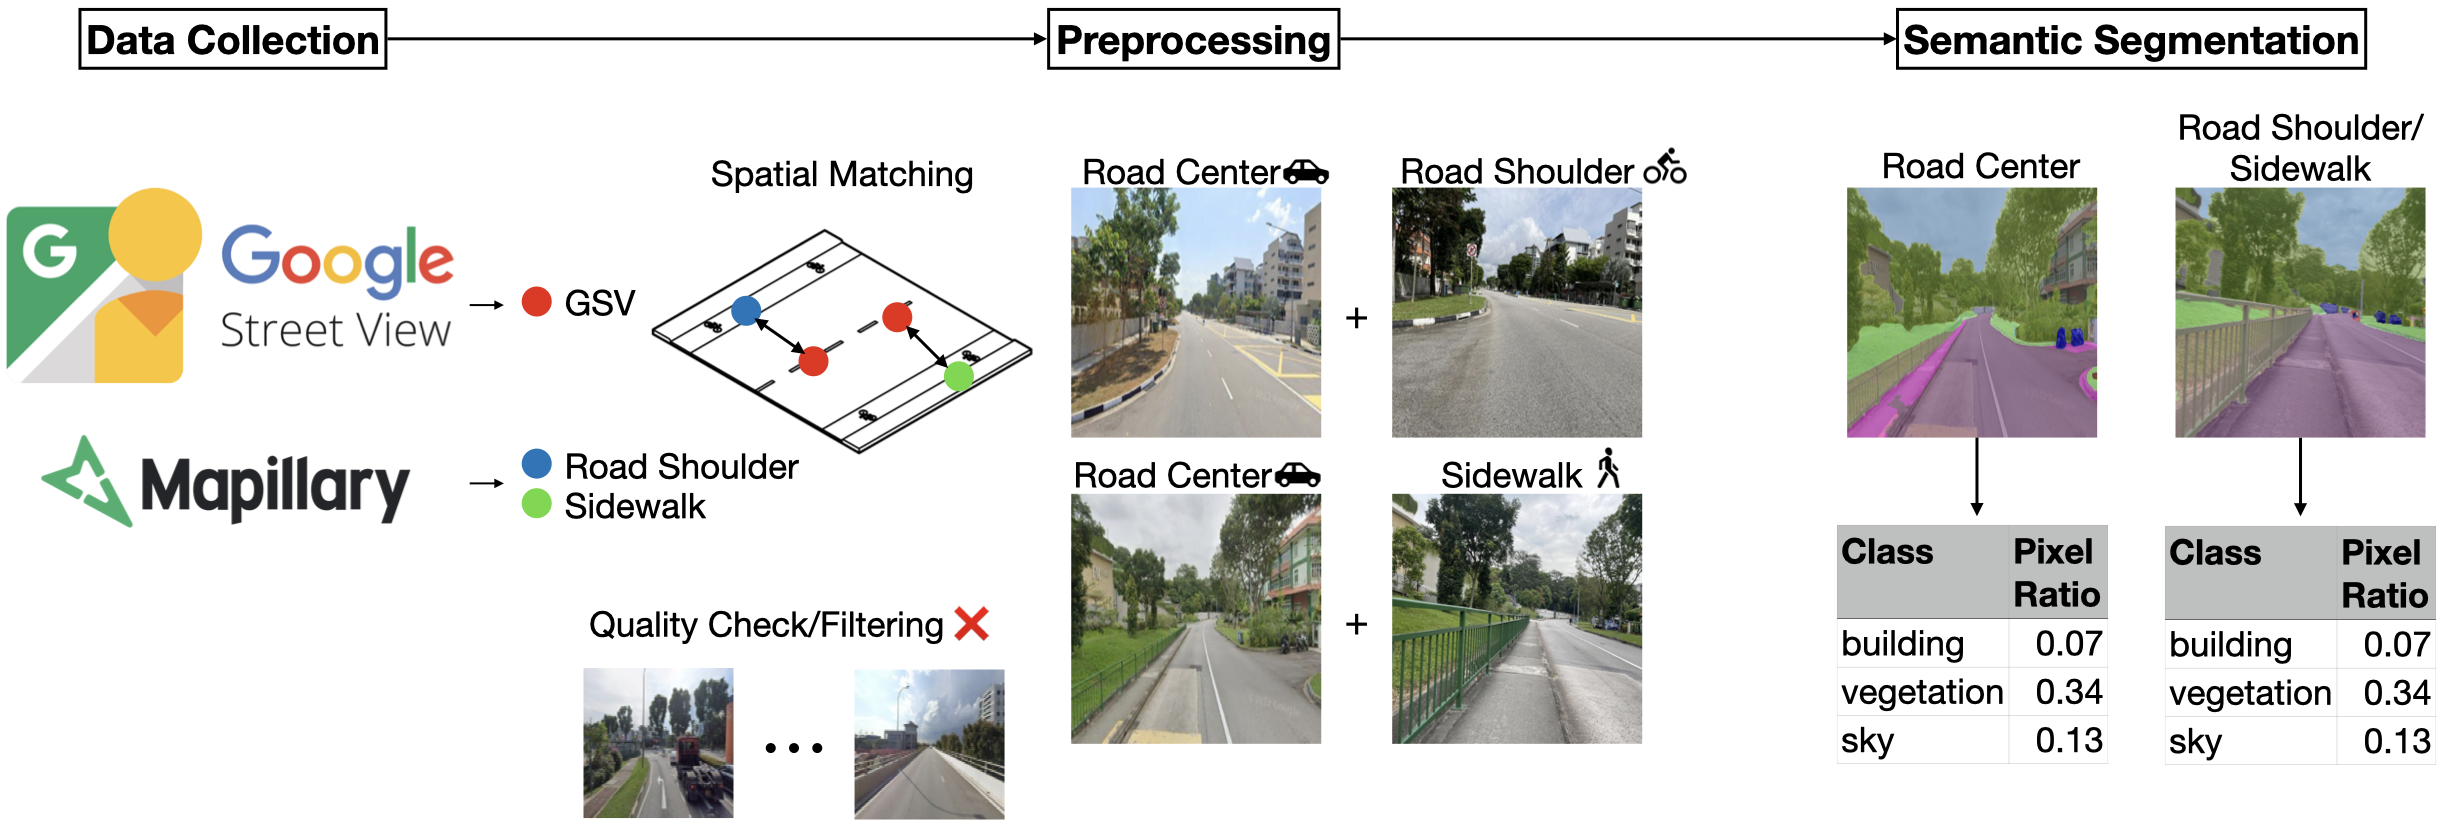 Data Collection
Preprocessing
Semantic Segmentation
G
Google
Street View
GSV
Mapillary
Road Shoulder
Sidewalk
Spatial Matching
Quality Check/Filtering
Road Center
Road Shoulder
+
Road Center
Sidewalk
+
Road Center
Road Shoulder/
Sidewalk
Class Pixel Ratio
building 0.07
vegetation 0.34
sky 0.13
Class Pixel Ratio
building 0.07
vegetation 0.34
sky 0.13